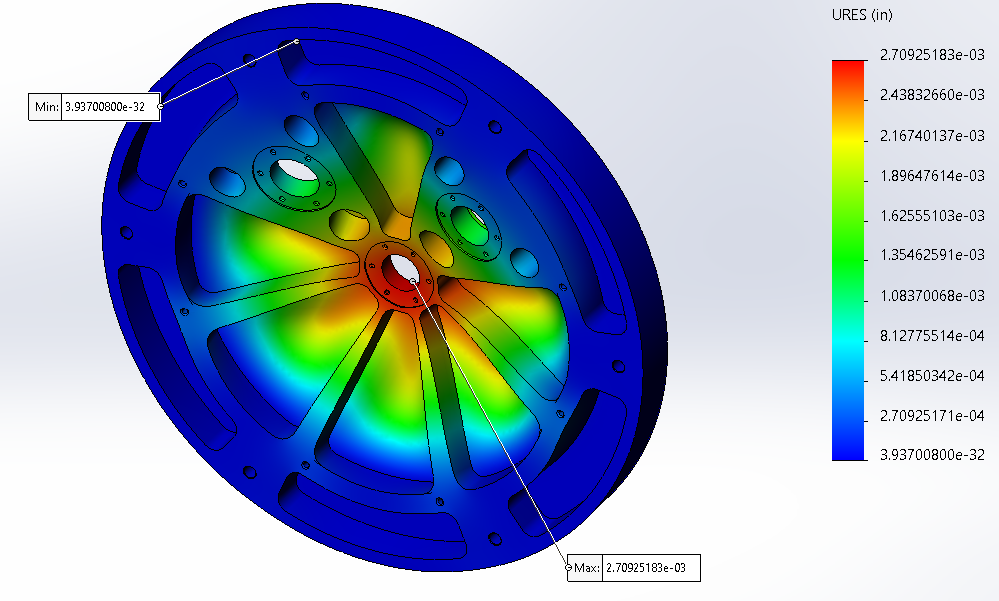 URES (in)
2.70925183e-03
2.43832660e-03
2.16740137e-03
1.89647614e-03
1.62555103e-03
1.35462591e-03
1.08370068e-03
8.12775514e-04
5.41850342e-04
2.70925171e-04
3.93700800e-32
Min: 3.93700800e-32
Max: 2.70925183e-03